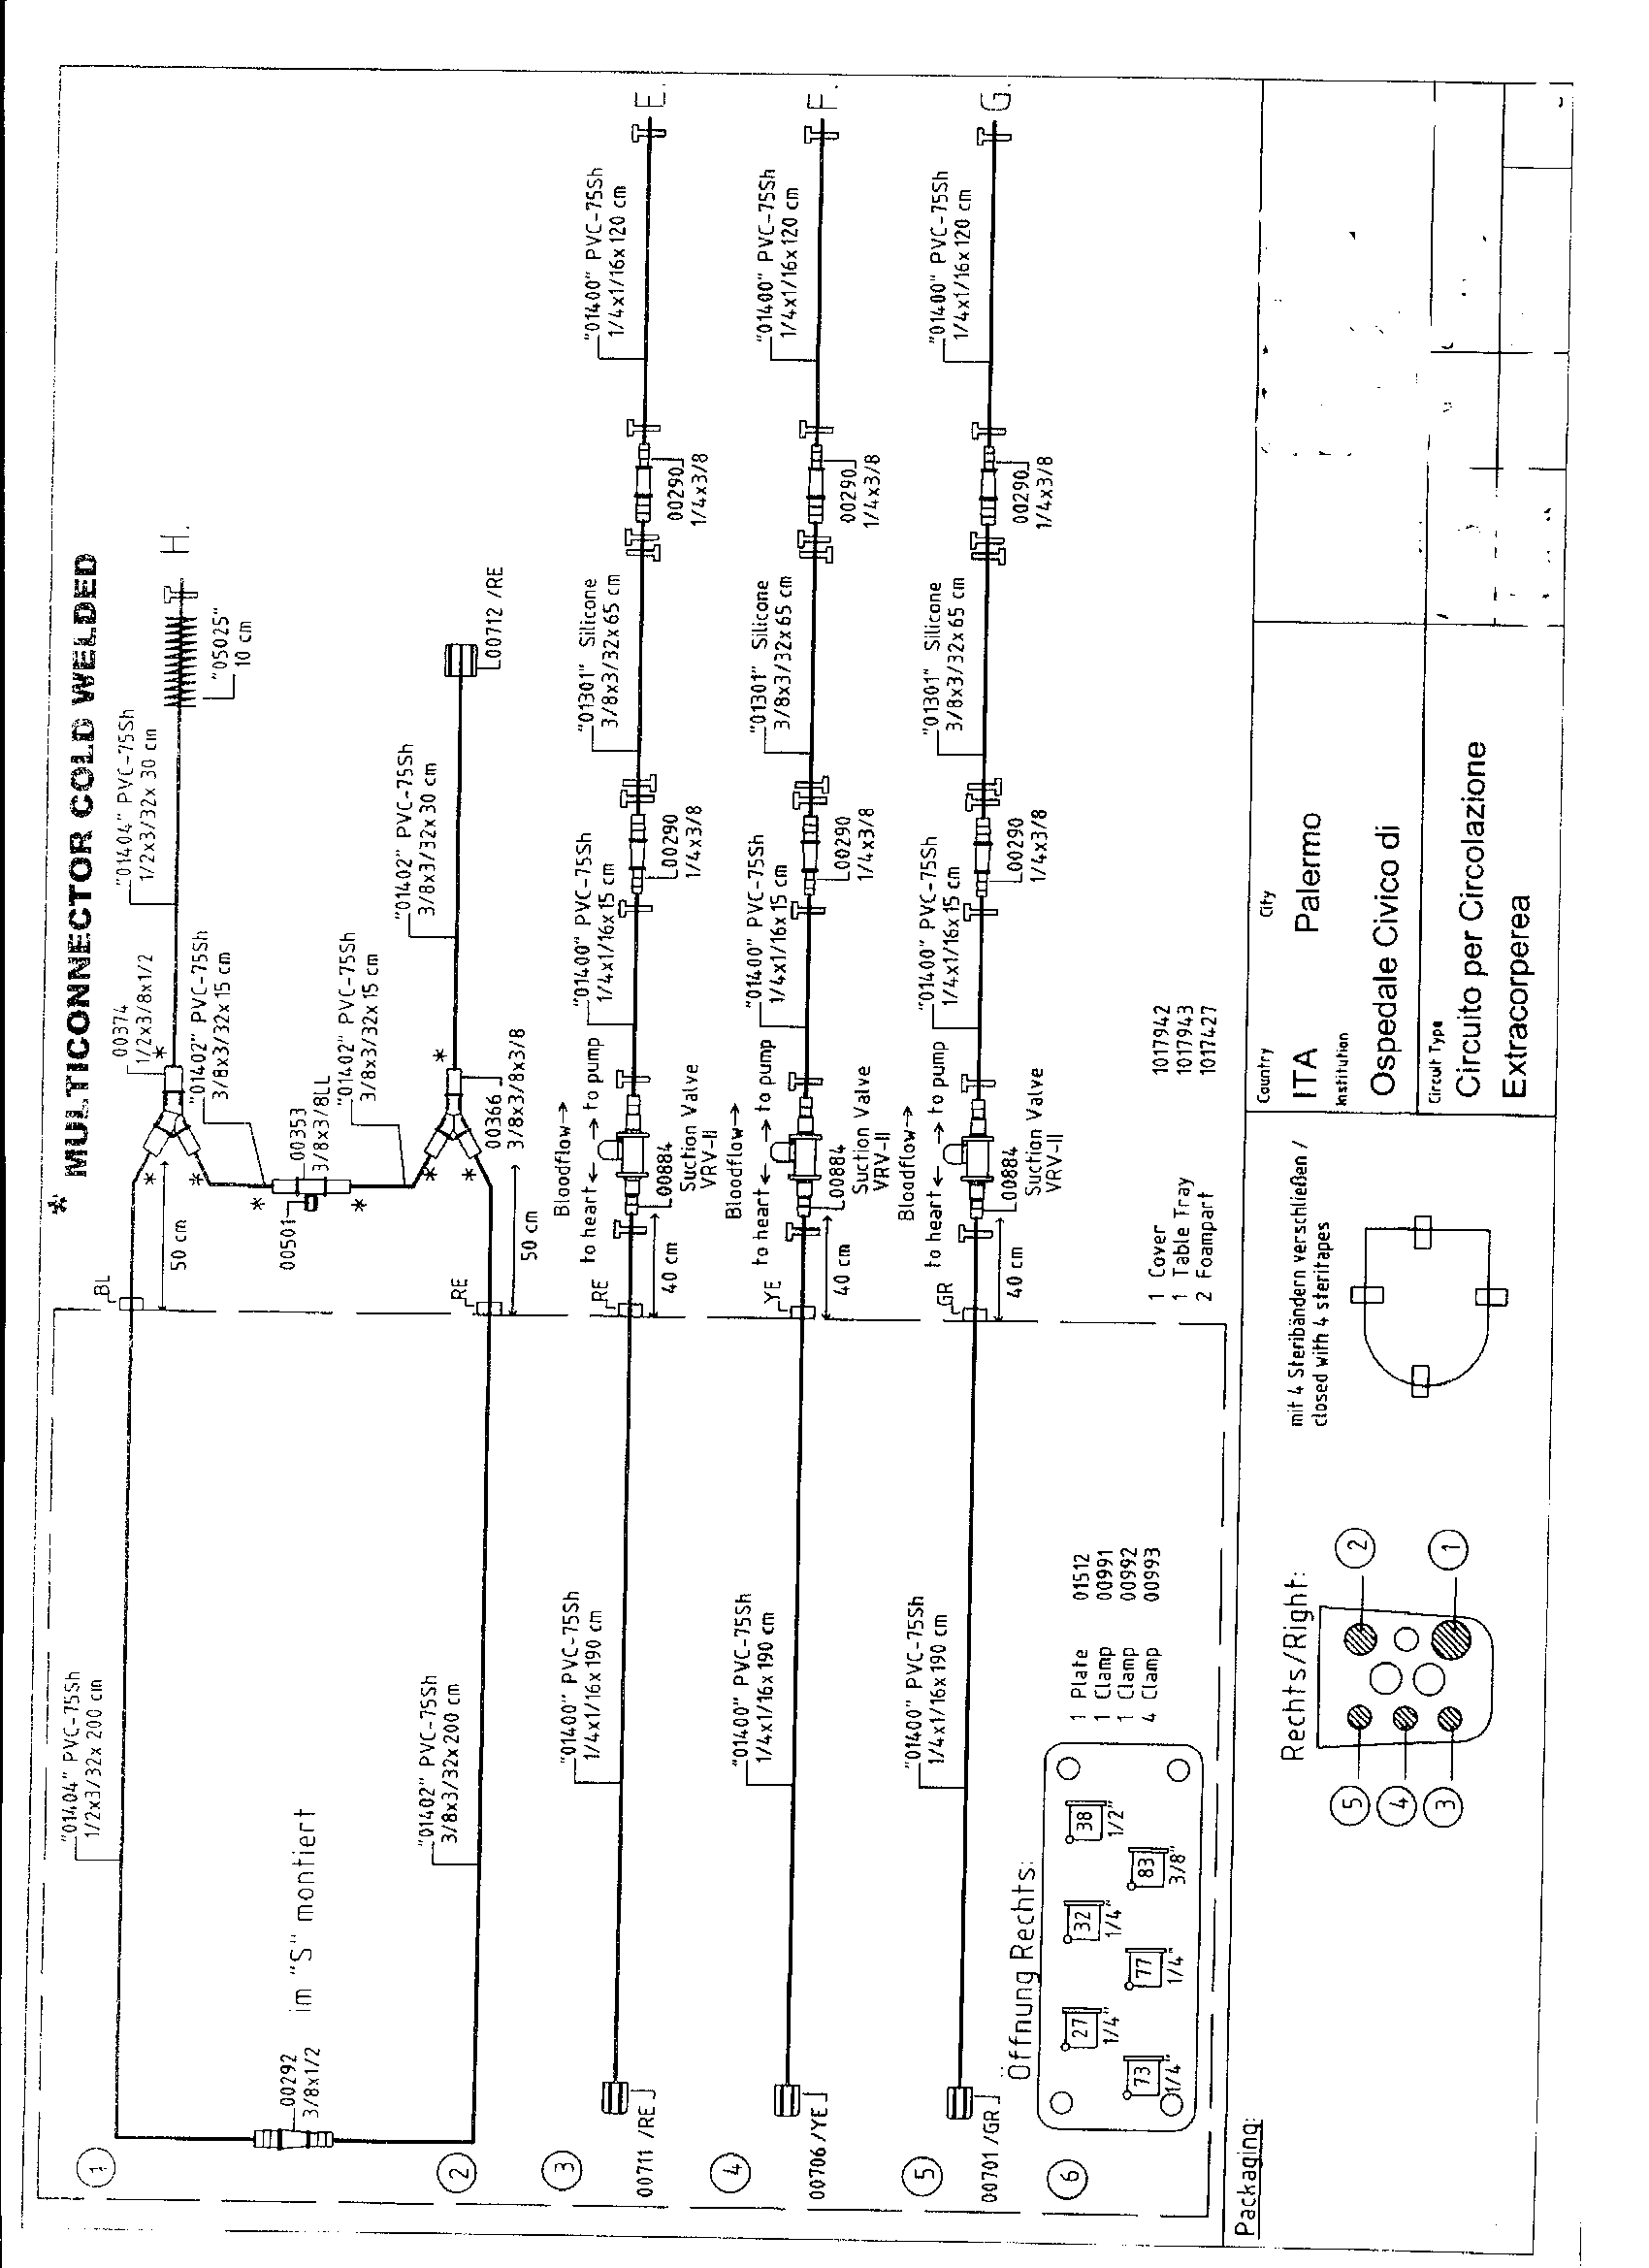 * MULTICONNECTOR COLD WELDED
1
"01404" PVC-75Sh
1/2x3/32x 200 cm
BL
50 cm
00374
1/2x3/8x1/2
*
"01404" PVC-75Sh
1/2x3/32x 30 cm
"05025"
10 cm
H.
*
*
"01402" PVC-75Sh
3/8x3/32x 15 cm
*
00501
00353
3/8x3/8LL
*
"01402" PVC-75Sh
3/8x3/32x 15 cm
00292
3/8x1/2
im "S" montiert
2
"01402" PVC-75Sh
3/8x3/32x 200 cm
RE
50 cm
*
*
*
00366
3/8x3/8x3/8
"01402" PVC-75Sh
3/8x3/32x 30 cm
00712 /RE
3
00711 /RE
"01400" PVC-75Sh
1/4x1/16x 190 cm
RE
40 cm
Bloodflow→
to heart ← → to pump
00884
Suction Valve
VRV-II
"01400" PVC-75Sh
1/4x1/16x 15 cm
00290
1/4x3/8
"01301" Silicone
3/8x3/32x 65 cm
00290
1/4x3/8
"01400" PVC-75Sh
1/4x1/16x 120 cm
E.
4
00706 /YE
"01400" PVC-75Sh
1/4x1/16x 190 cm
YE
40 cm
Bloodflow→
to heart ← → to pump
00884
Suction Valve
VRV-II
"01400" PVC-75Sh
1/4x1/16x 15 cm
00290
1/4x3/8
"01301" Silicone
3/8x3/32x 65 cm
00290
1/4x3/8
"01400" PVC-75Sh
1/4x1/16x 120 cm
F.
5
00701 /GR
"01400" PVC-75Sh
1/4x1/16x 190 cm
GR
40 cm
Bloodflow→
to heart ← → to pump
00884
Suction Valve
VRV-II
"01400" PVC-75Sh
1/4x1/16x 15 cm
00290
1/4x3/8
"01301" Silicone
3/8x3/32x 65 cm
00290
1/4x3/8
"01400" PVC-75Sh
1/4x1/16x 120 cm
G.
6
Öffnung Rechts:
27
1/4"
32
1/4"
38
1/2"
73
1/4"
77
1/4"
83
3/8"
1 Plate 01512
1 Clamp 00991
1 Clamp 00992
4 Clamp 00993
1 Cover 1017942
1 Table Tray 1017943
2 Foampart 1017427
Packaging:
Rechts/Right:
5
4
3
2
1
mit 4 Steribändern verschließen /
closed with 4 steritapes
Country
City
ITA Palermo
Institution
Ospedale Civico di
Circuit Type
Circuito per Circolazione
Extracorperea